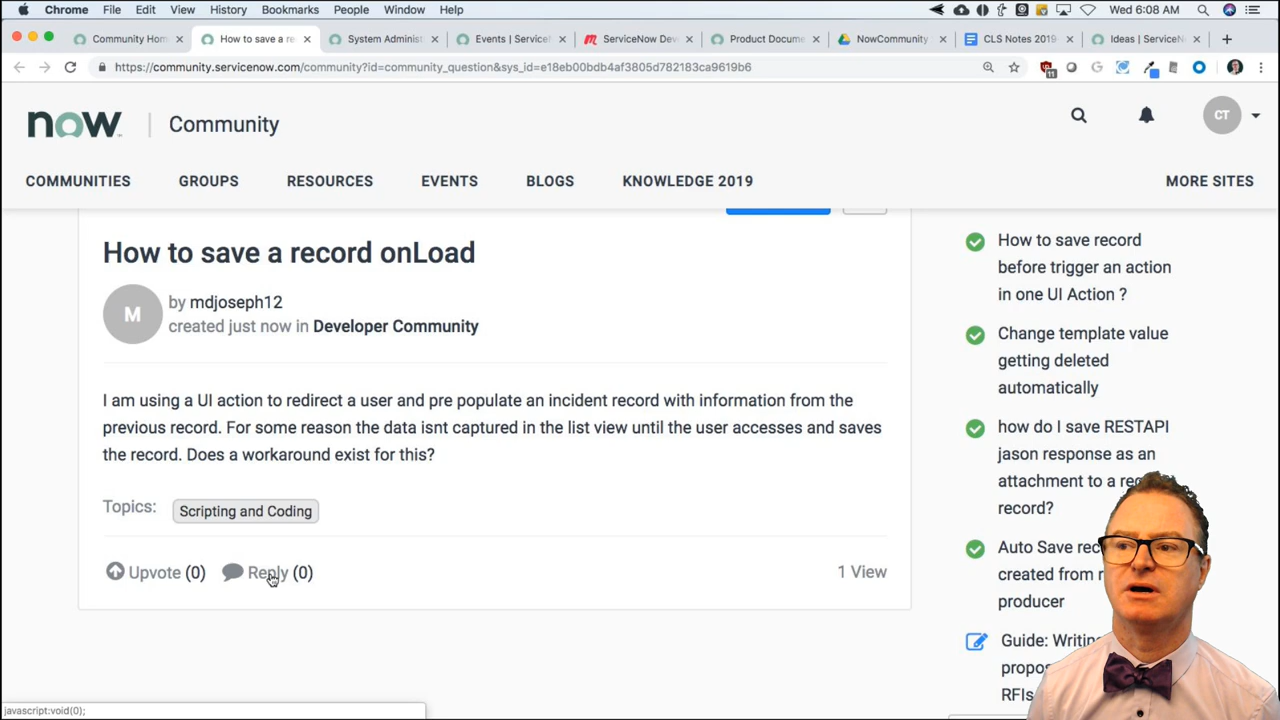 Chrome File Edit View History Bookmarks People Window Help Wed 6:08 AM
Community Hom How to save a re System Administ Events | ServiceN ServiceNow Dev Product Docume NowCommunity CLS Notes 2019- Ideas | ServiceNo
https://community.servicenow.com/community?id=community_question&sys_id=e18eb00bdb4af3805d782183ca9619b6
11
now Community CT
COMMUNITIES GROUPS RESOURCES EVENTS BLOGS KNOWLEDGE 2019 MORE SITES
How to save a record onLoad
M
by mdjoseph12
created just now in Developer Community
I am using a UI action to redirect a user and pre populate an incident record with information from the
previous record. For some reason the data isnt captured in the list view until the user accesses and saves
the record. Does a workaround exist for this?
Topics: Scripting and Coding
Upvote (0) Reply (0) 1 View
How to save record
before trigger an action
in one UI Action ?
Change template value
getting deleted
automatically
how do I save RESTAPI
jason response as an
attachment to a
record?
Auto Save
created from
producer
Guide:
RFIs
javascript:void(0);